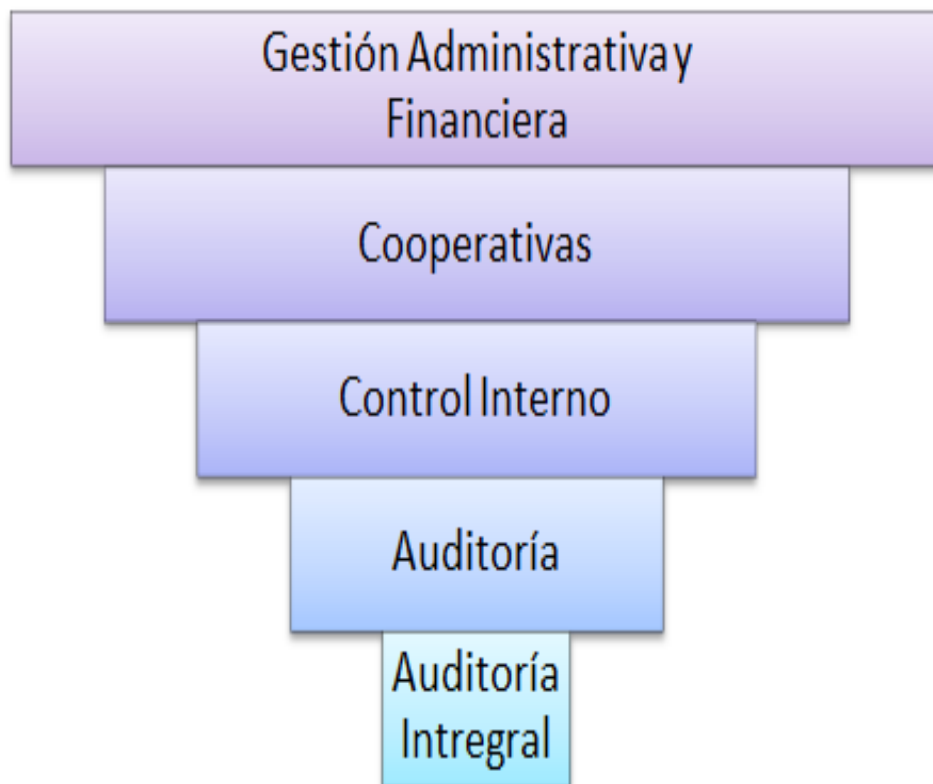 Gestión Administrativa y
Financiera
Cooperativas
Control Interno
Auditoría
Auditoría
Intregral